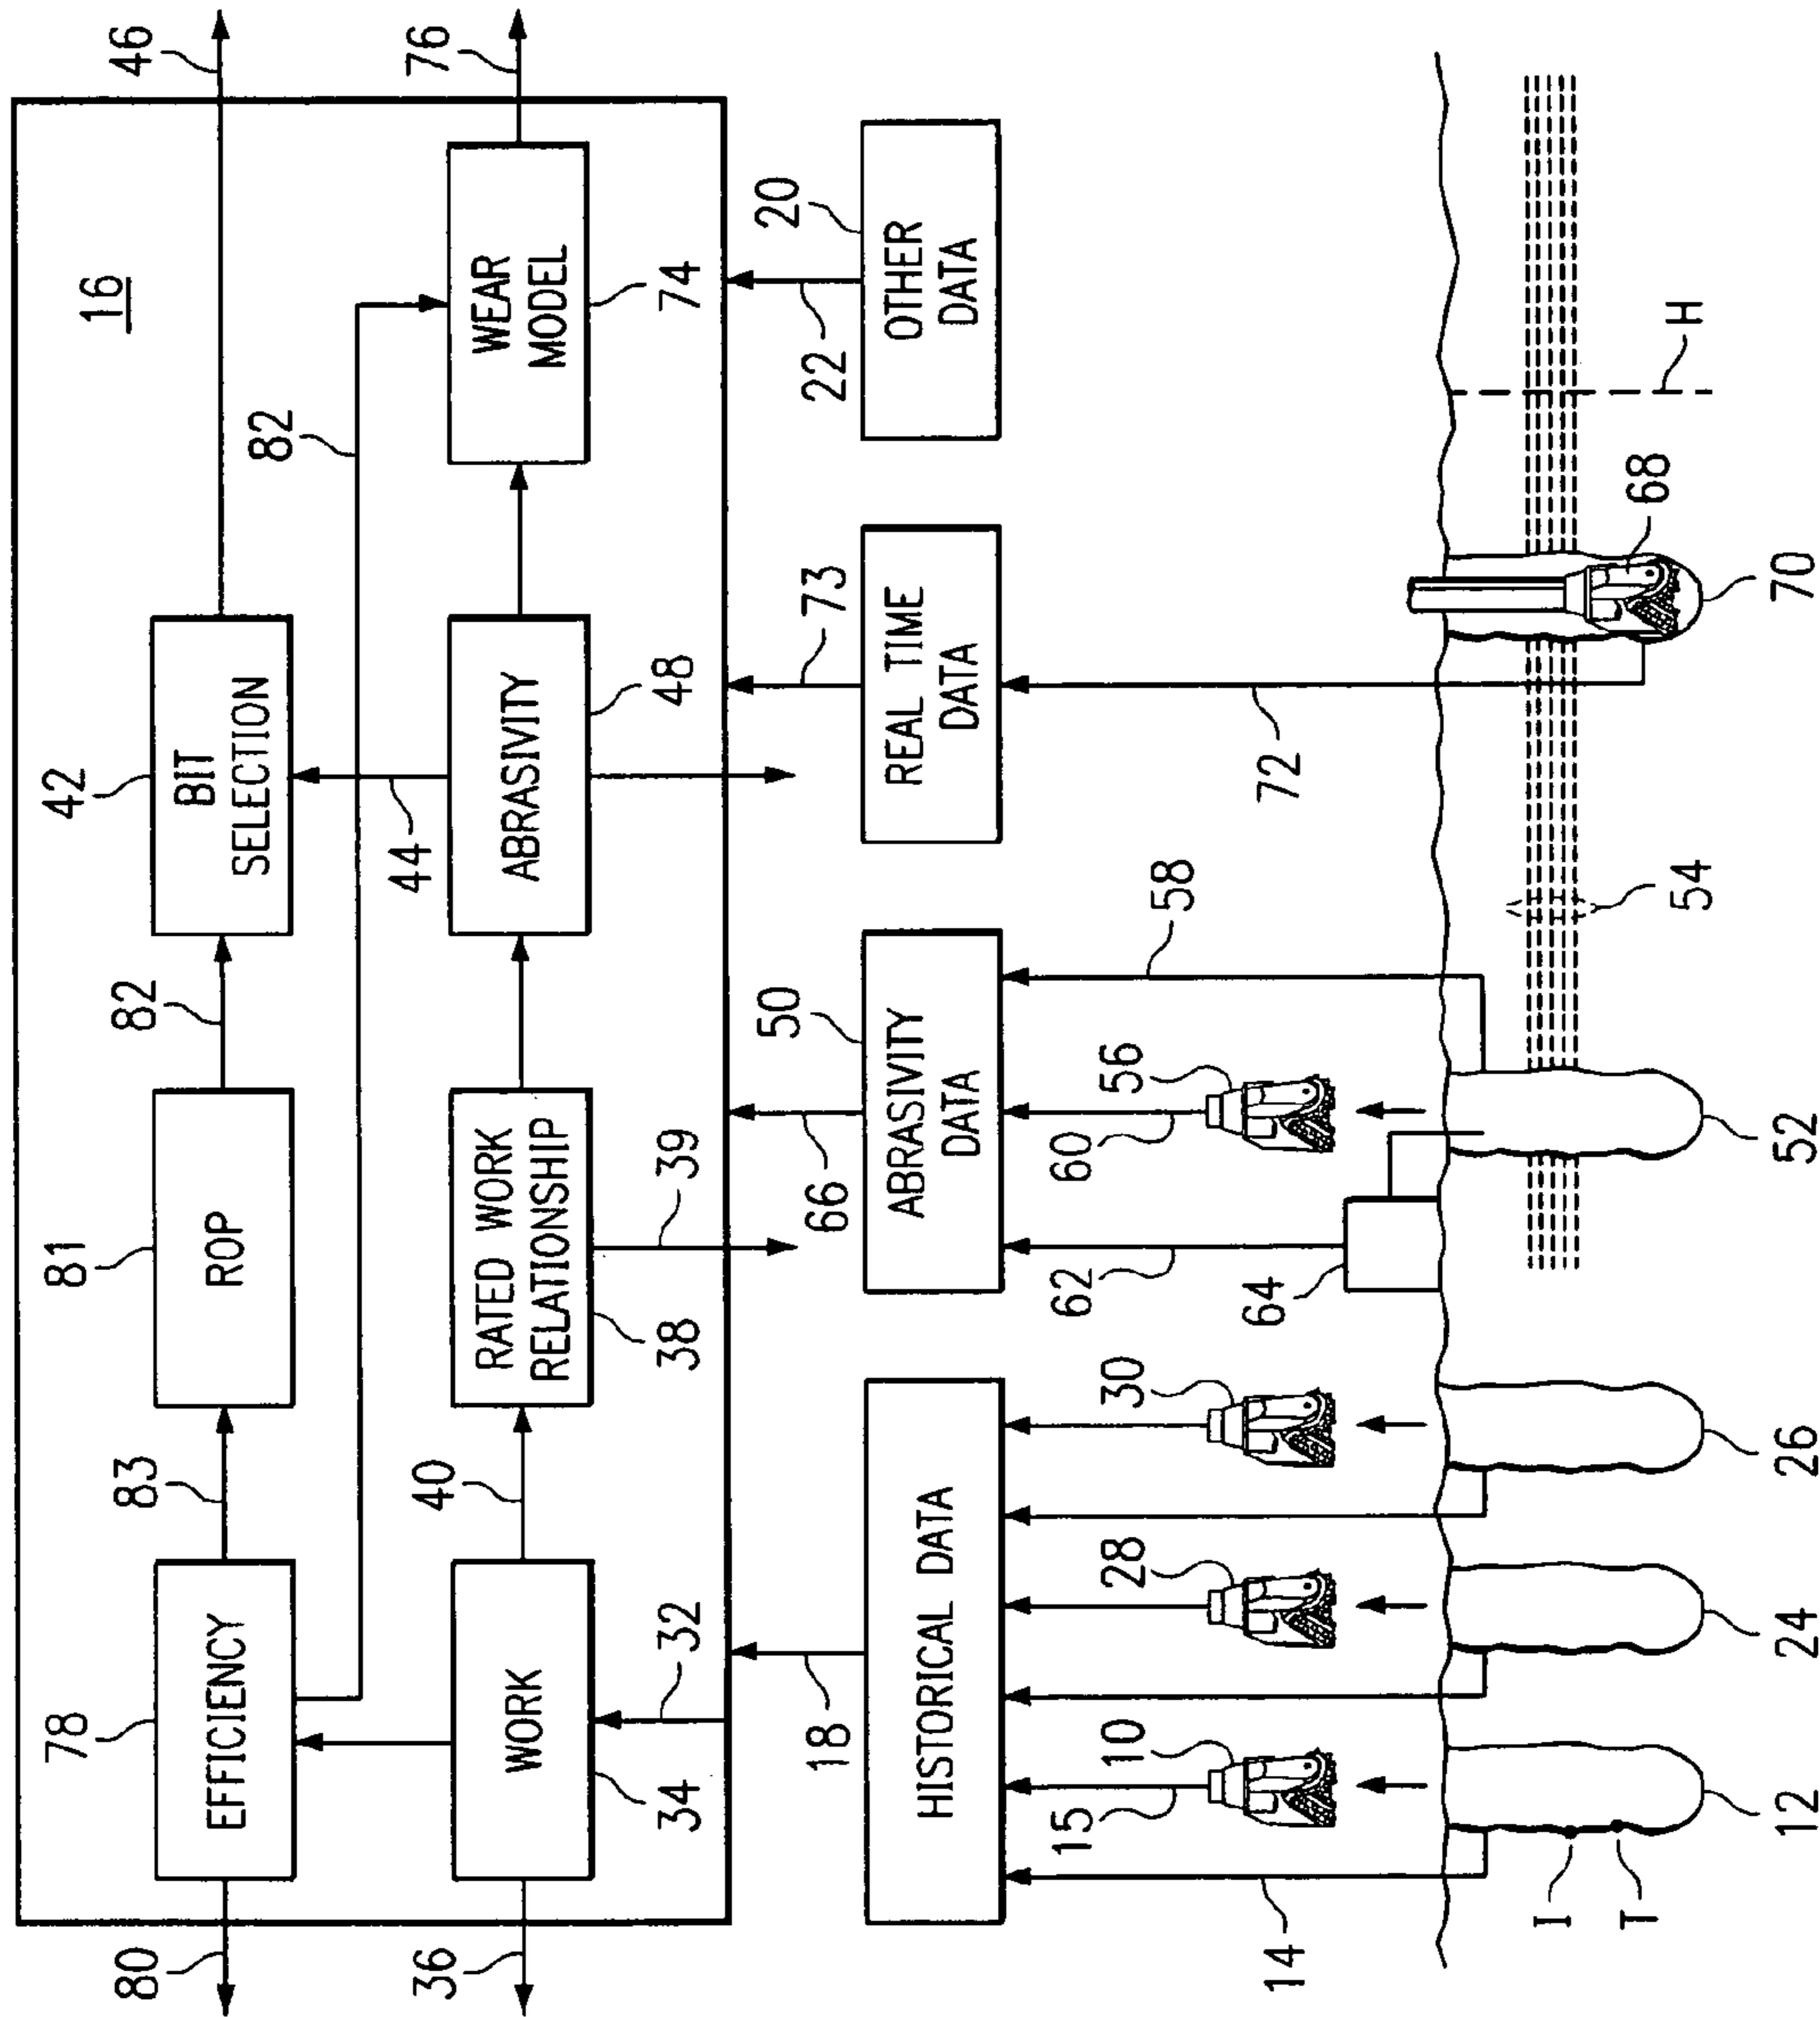 16
80
78
83
81
82
42
46
EFFICIENCY
ROP
BIT
SELECTION
82
44
36
40
76
WORK
RATED WORK
RELATIONSHIP
ABRASIVITY
WEAR
MODEL
34
32
38
39
48
74
18
66
50
73
22
20
HISTORICAL DATA
ABRASIVITY
DATA
REAL TIME
DATA
OTHER
DATA
14
15
10
28
30
62
60
56
58
72
64
I
T
54
68
H
12
24
26
52
70